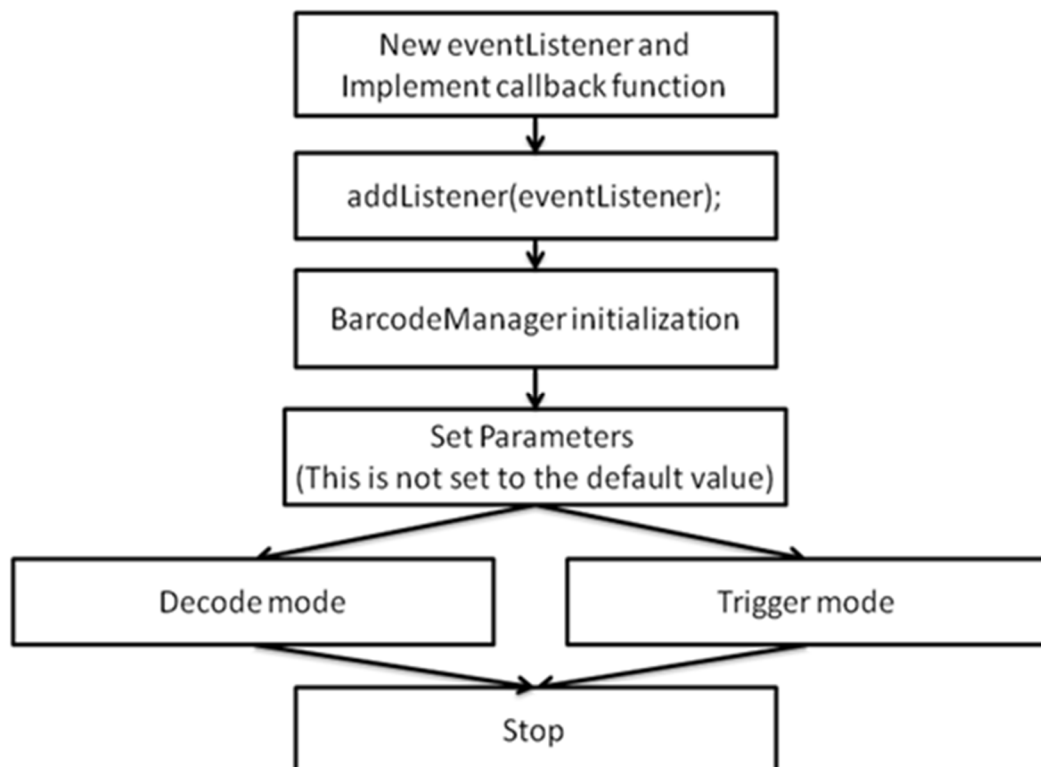 New eventListener and
Implement callback function
addListener(eventListener);
BarcodeManager initialization
Set Parameters
(This is not set to the default value)
Decode mode
Trigger mode
Stop